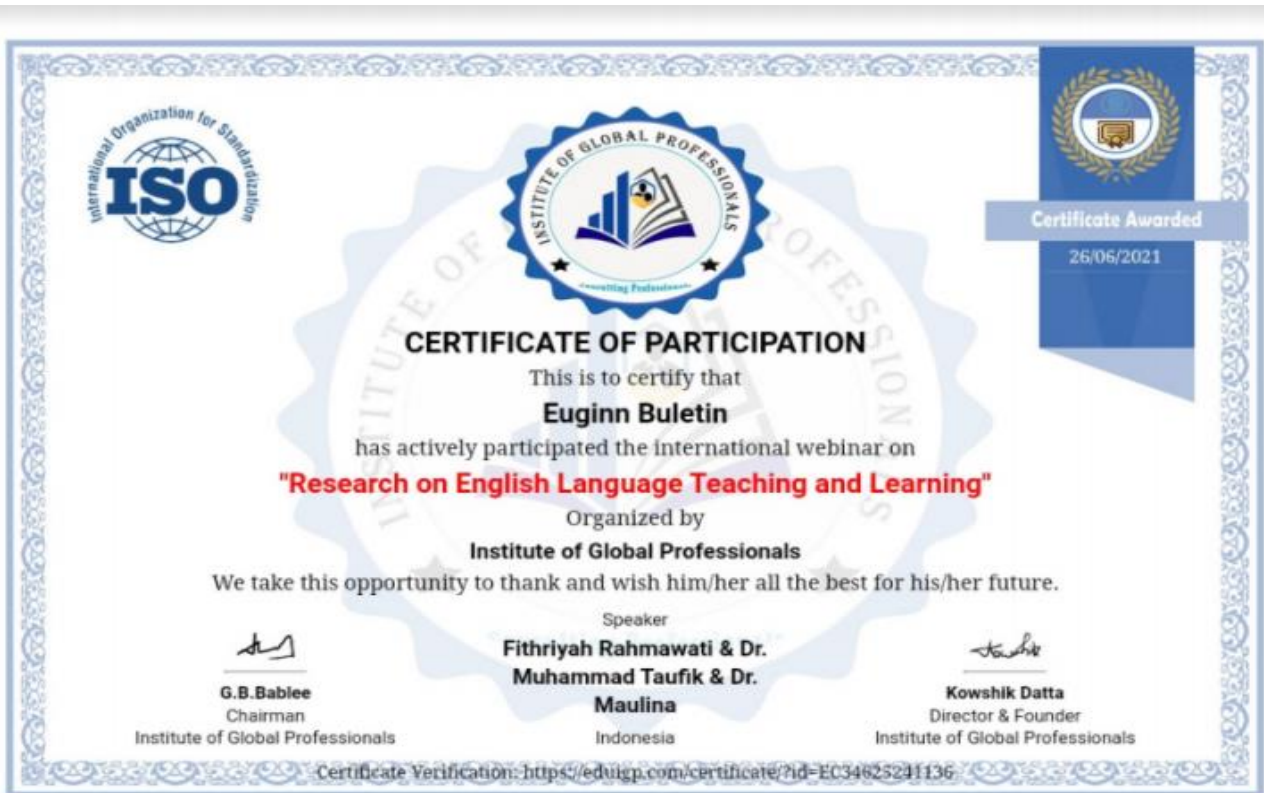 International Organization for Standardization
ISO
INSTITUTE OF GLOBAL PROFESSIONALS
Certificate Awarded
26/06/2021
CERTIFICATE OF PARTICIPATION
This is to certify that
Euginn Buletin
has actively participated the international webinar on
"Research on English Language Teaching and Learning"
Organized by
Institute of Global Professionals
We take this opportunity to thank and wish him/her all the best for his/her future.
Speaker
Fithriyah Rahmawati & Dr.
Muhammad Taufik & Dr.
Maulina
Indonesia
G.B.Bablee
Chairman
Institute of Global Professionals
Kowshik Datta
Director & Founder
Institute of Global Professionals
Certificate Verification: https://eduigp.com/certificate/?id=EC34625241136